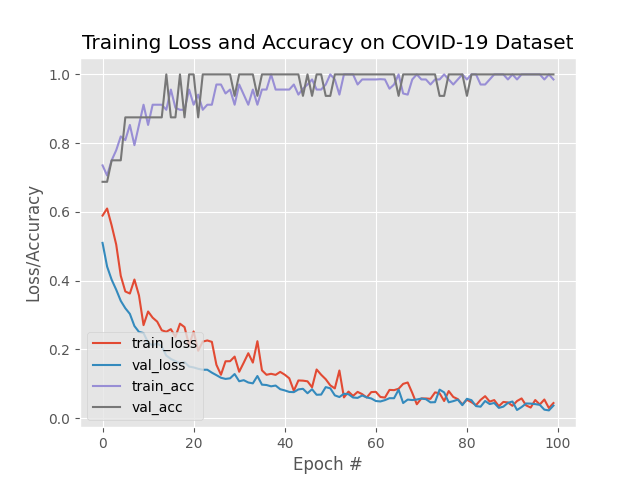 Training Loss and Accuracy on COVID-19 Dataset
1.0
0.8
0.6
0.4
0.2
0.0
Loss/Accuracy
train_loss
val_loss
train_acc
val_acc
0 20 40 60 80 100
Epoch #